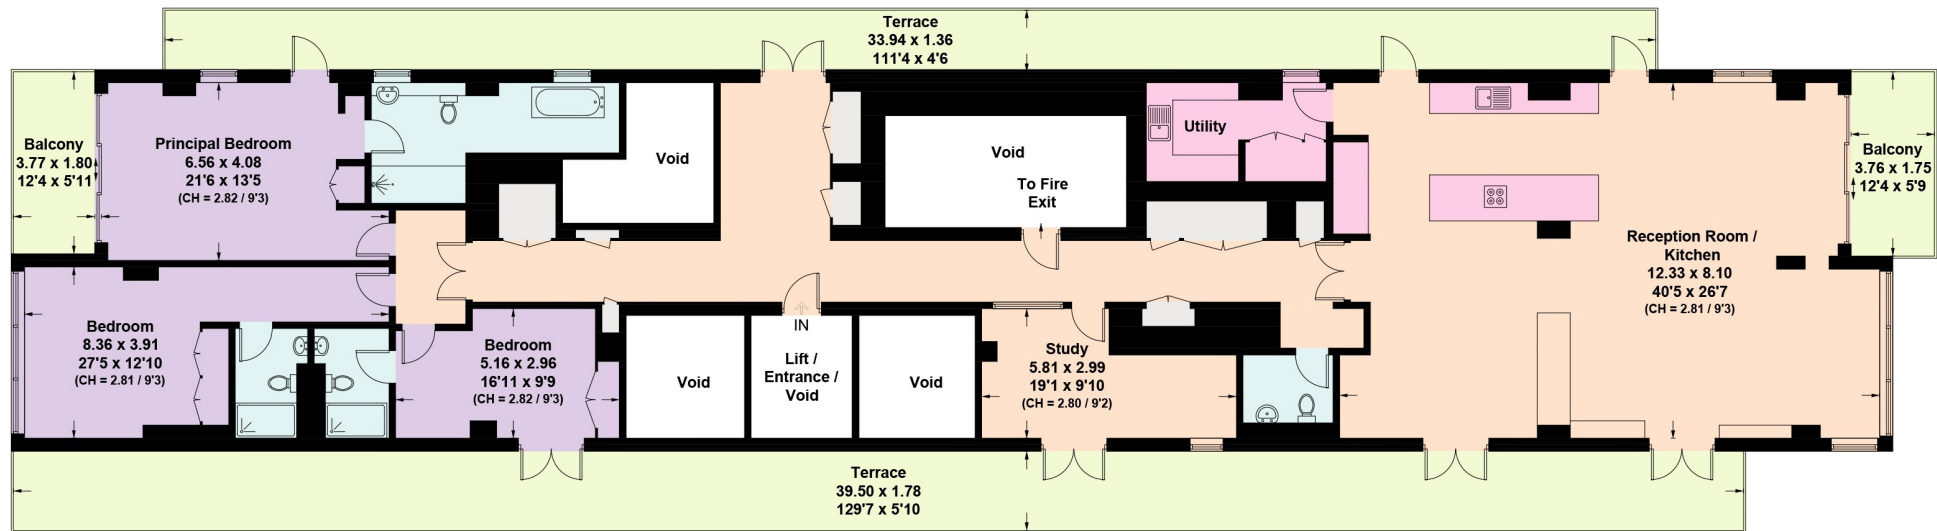 Terrace
33.94 x 1.36
111'4 x 4'6
Balcony
3.77 x 1.80
12'4 x 5'11
Principal Bedroom
6.56 x 4.08
21'6 x 13'5
(CH = 2.82 / 9'3)
Void
Void
To Fire
Exit
Utility
Balcony
3.76 x 1.75
12'4 x 5'9
Reception Room /
Kitchen
12.33 x 8.10
40'5 x 26'7
(CH = 2.81 / 9'3)
Bedroom
8.36 x 3.91
27'5 x 12'10
(CH = 2.81 / 9'3)
Bedroom
5.16 x 2.96
16'11 x 9'9
(CH = 2.82 / 9'3)
Void
IN
Lift /
Entrance /
Void
Void
Study
5.81 x 2.99
19'1 x 9'10
(CH = 2.80 / 9'2)
Terrace
39.50 x 1.78
129'7 x 5'10